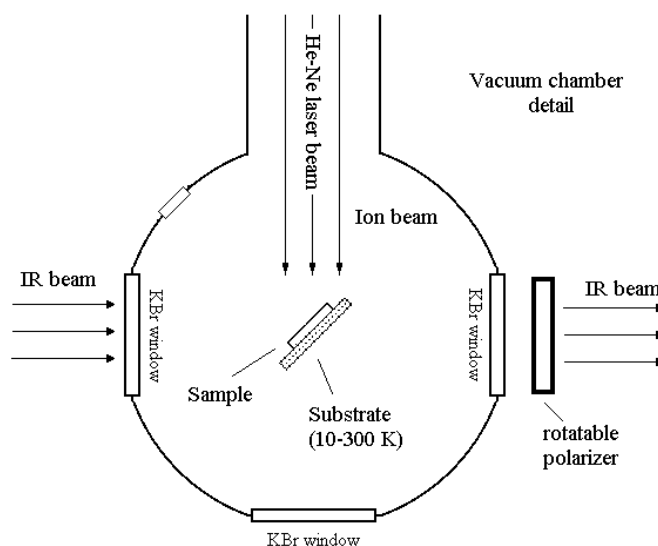 He-Ne laser beam
Vacuum chamber
detail
Ion beam
IR beam
KBr window
KBr window
IR beam
Sample
Substrate
(10-300 K)
rotatable
polarizer
KBr window